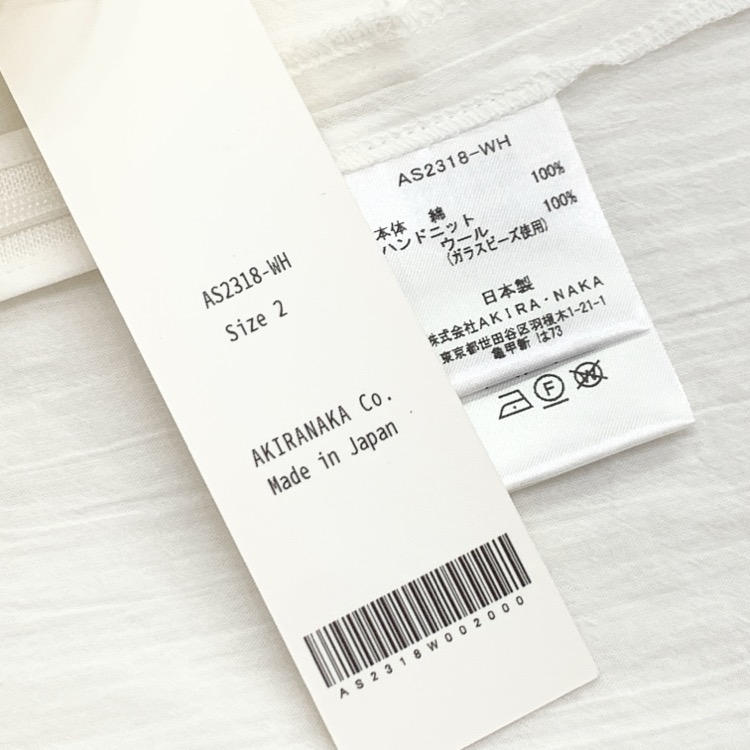 AS2318-WH
Size 2
AKIRANAKA Co.
Made in Japan
AS2318W002000
AS2318-WH
100%
本体 綿 100%
ハンドニット
ウール
(ガラスビーズ使用)
日本製
株式会社AKIRA・NAKA
東京都世田谷区羽根木1-21-1
亀甲新 は73
F
W